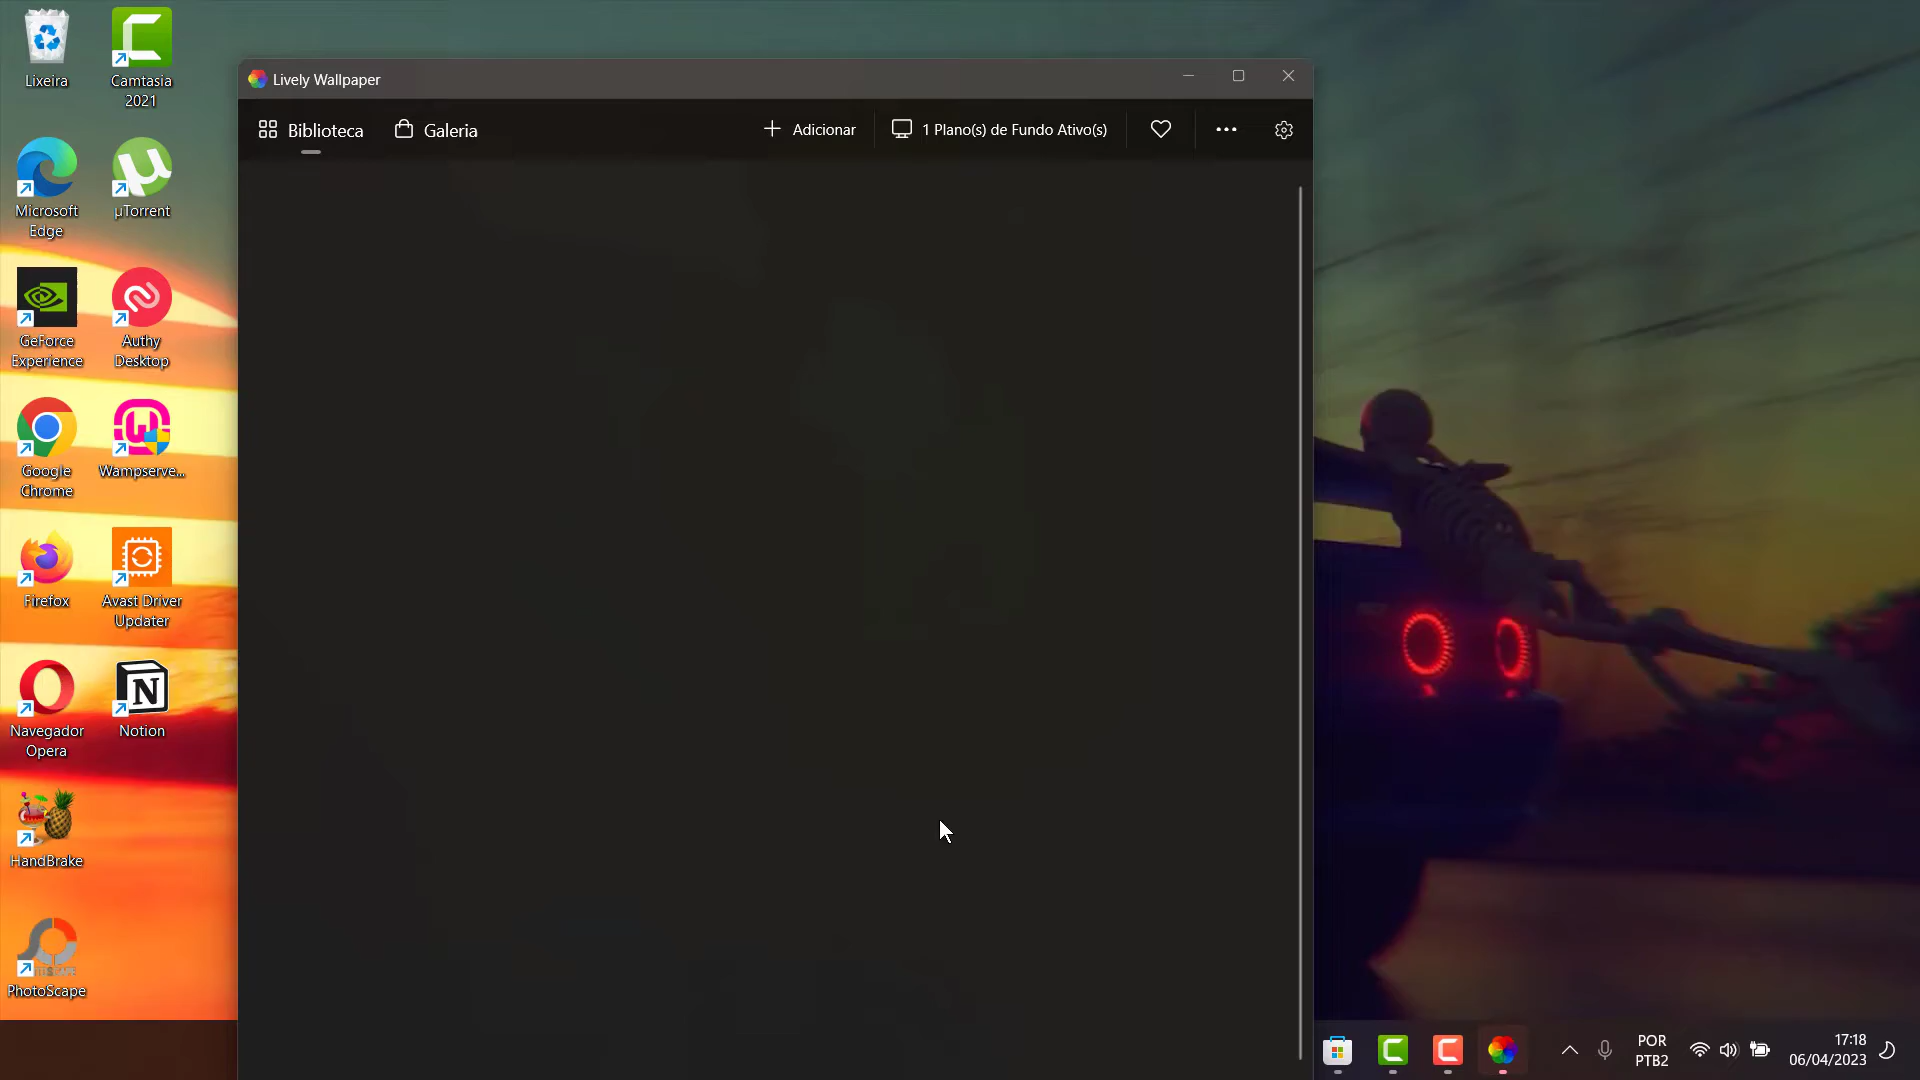 Lixeira
Camtasia
2021
Lively Wallpaper
Biblioteca
Galeria
Adicionar
1 Plano(s) de Fundo Ativo(s)
Microsoft
Edge
µTorrent
GeForce
Experience
Authy
Desktop
Google
Chrome
Wampserve...
Firefox
Avast Driver
Updater
Navegador
Opera
Notion
HandBrake
PhotoScape
POR
PTB2
17:18
06/04/2023